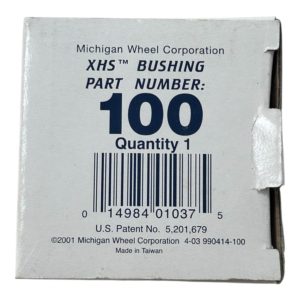 Michigan Wheel Corporation
XHS™ BUSHING
PART NUMBER:
100
Quantity 1
0 14984 01037 5
U.S. Patent No. 5,201,679
©2001 Michigan Wheel Corporation 4-03 990414-100
Made in Taiwan